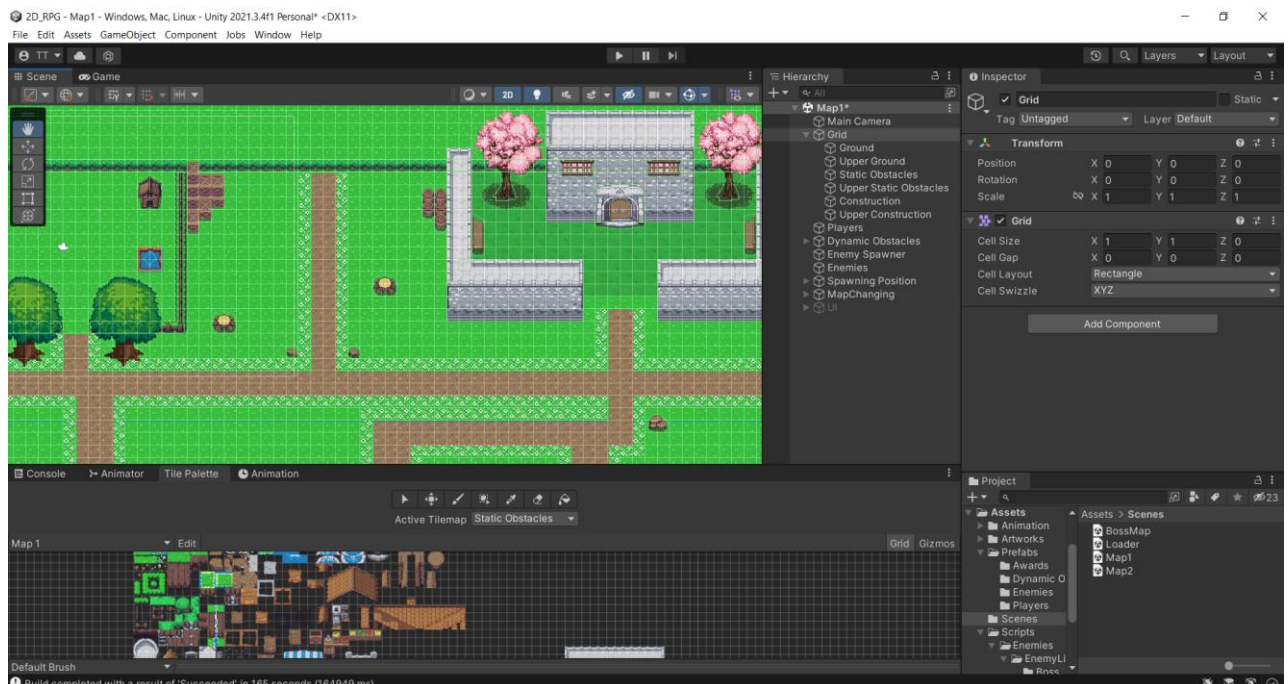 2D_RPG - Map1 - Windows, Mac, Linux - Unity 2021.3.4f1 Personal* <DX11>
File Edit Assets GameObject Component Jobs Window Help
TT
Layers Layout
Scene Game
2D
Hierarchy
All
Map1*
Main Camera
Grid
Ground
Upper Ground
Static Obstacles
Upper Static Obstacles
Construction
Upper Construction
Players
Dynamic Obstacles
Enemy Spawner
Enemies
Spawning Position
MapChanging
UI
Inspector
Grid Static
Tag Untagged Layer Default
Transform
Position X 0 Y 0 Z 0
Rotation X 0 Y 0 Z 0
Scale X 1 Y 1 Z 1
Grid
Cell Size X 1 Y 1 Z 0
Cell Gap X 0 Y 0 Z 0
Cell Layout Rectangle
Cell Swizzle XYZ
Add Component
Console Animator Tile Palette Animation
Active Tilemap Static Obstacles
Map 1 Edit Grid Gizmos
Default Brush
Project
23
Assets
Animation
Artworks
Prefabs
Awards
Dynamic O
Enemies
Players
Scenes
Scripts
Enemies
EnemyLi
Boss
Assets > Scenes
BossMap
Loader
Map1
Map2
Build completed with a result of 'Succeeded' in 165 seconds (164949 ms)